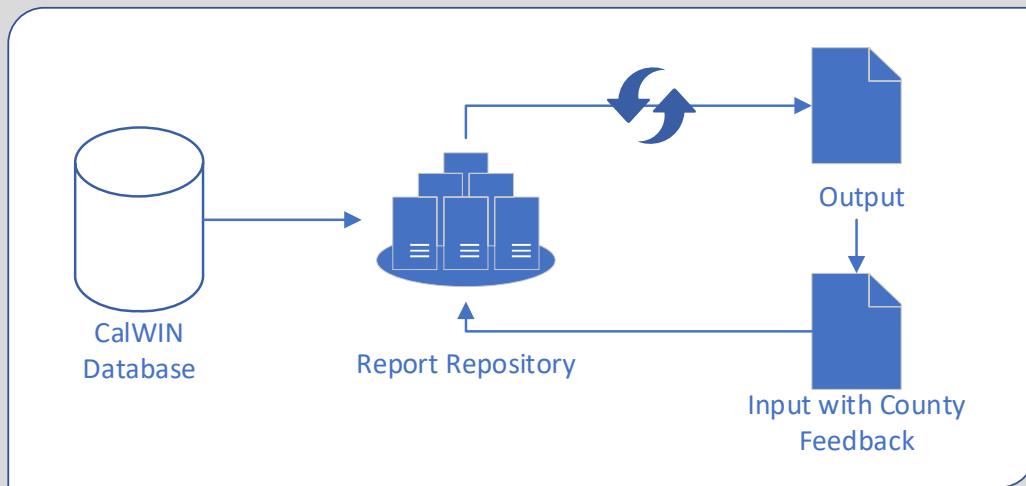 Output
CalWIN
Database
Report Repository
Input with County
Feedback